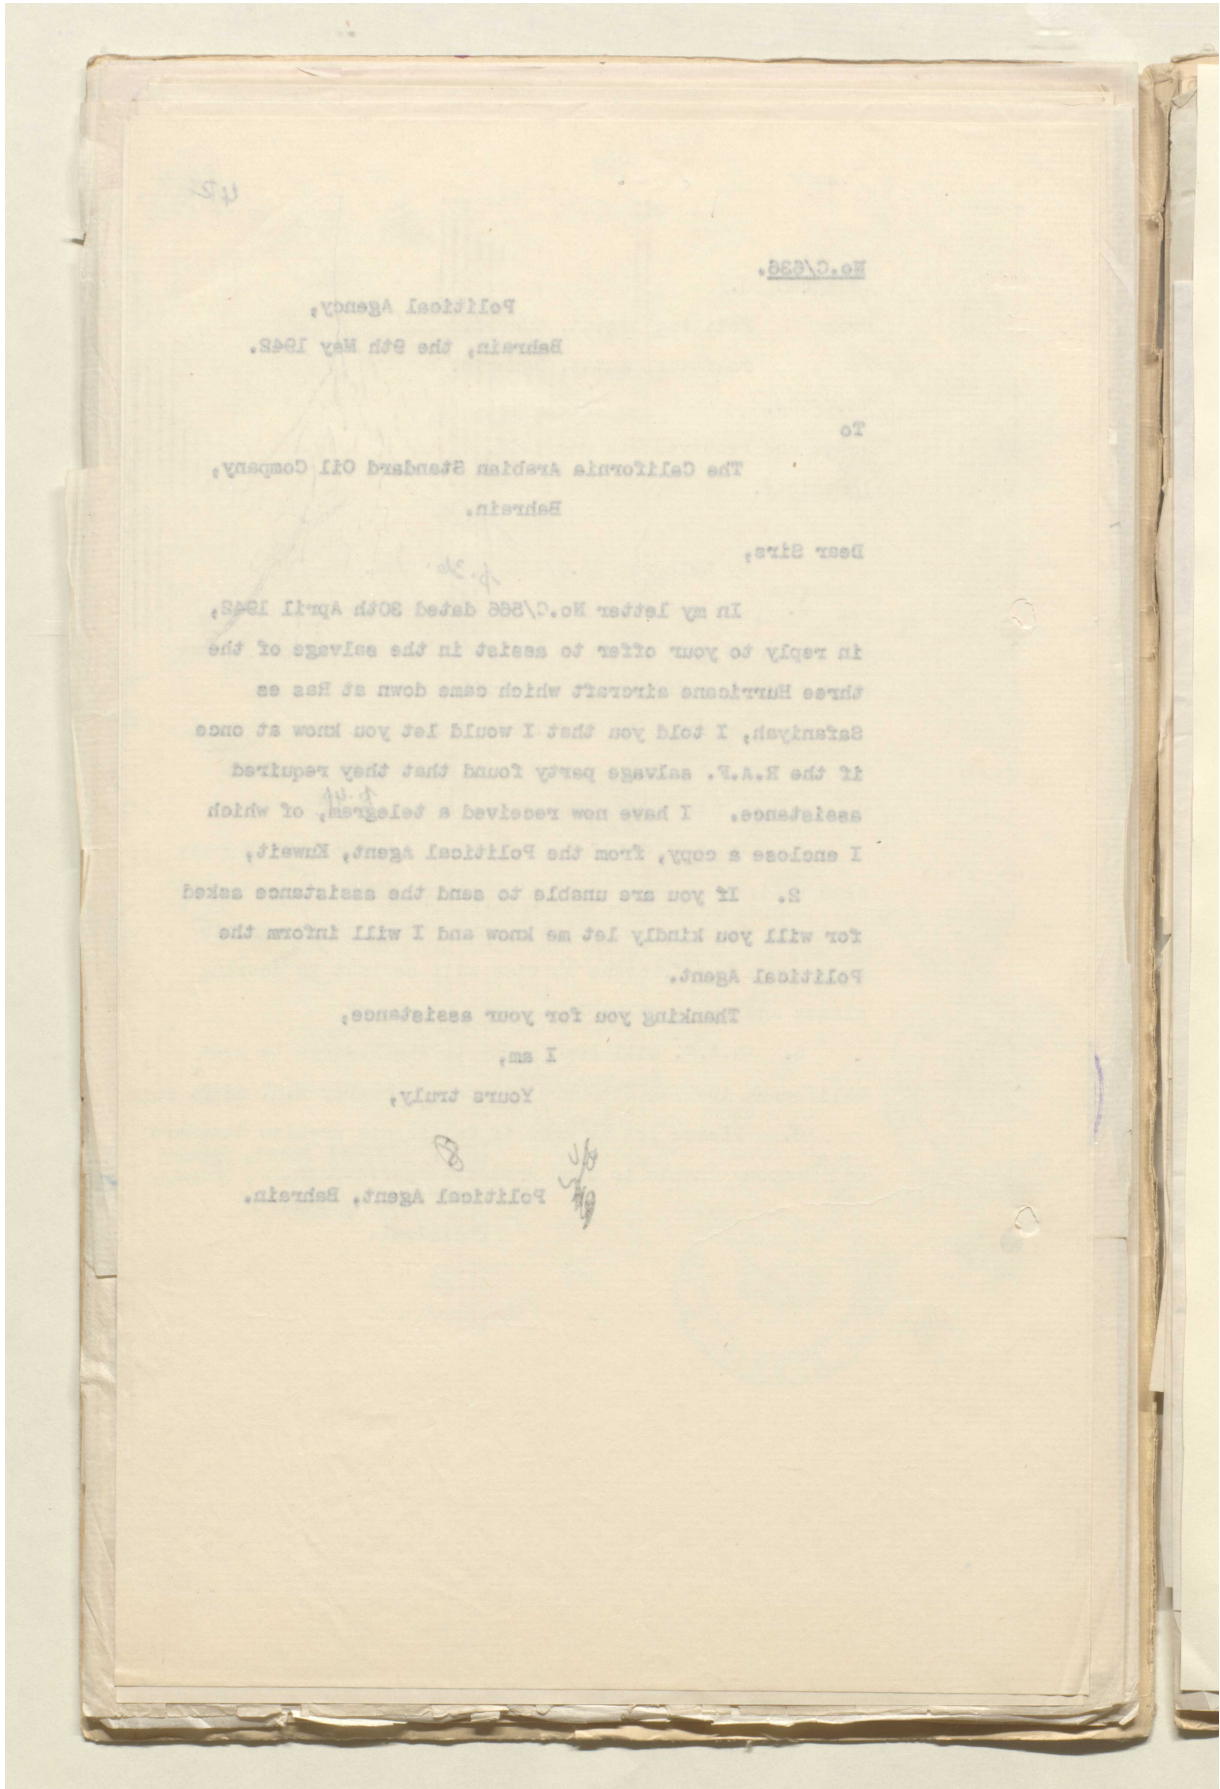 42
No.C/636.
Political Agency,
Bahrain, the 9th May 1942.
To
The California Arabian Standard Oil Company,
Bahrain.
Dear Sirs,
p.36.
In my letter No.C/566 dated 30th April 1942,
in reply to your offer to assist in the salvage of the
three Hurricane aircraft which came down at Ras es
Safaniyah, I told you that I would let you know at once
if the R.A.F. salvage party found that they required
p.41
assistance. I have now received a telegram, of which
I enclose a copy, from the Political Agent, Kuwait,
2. If you are unable to send the assistance asked
for will you kindly let me know and I will inform the
Political Agent.
Thanking you for your assistance,
I am,
Yours truly,
Political Agent, Bahrain.